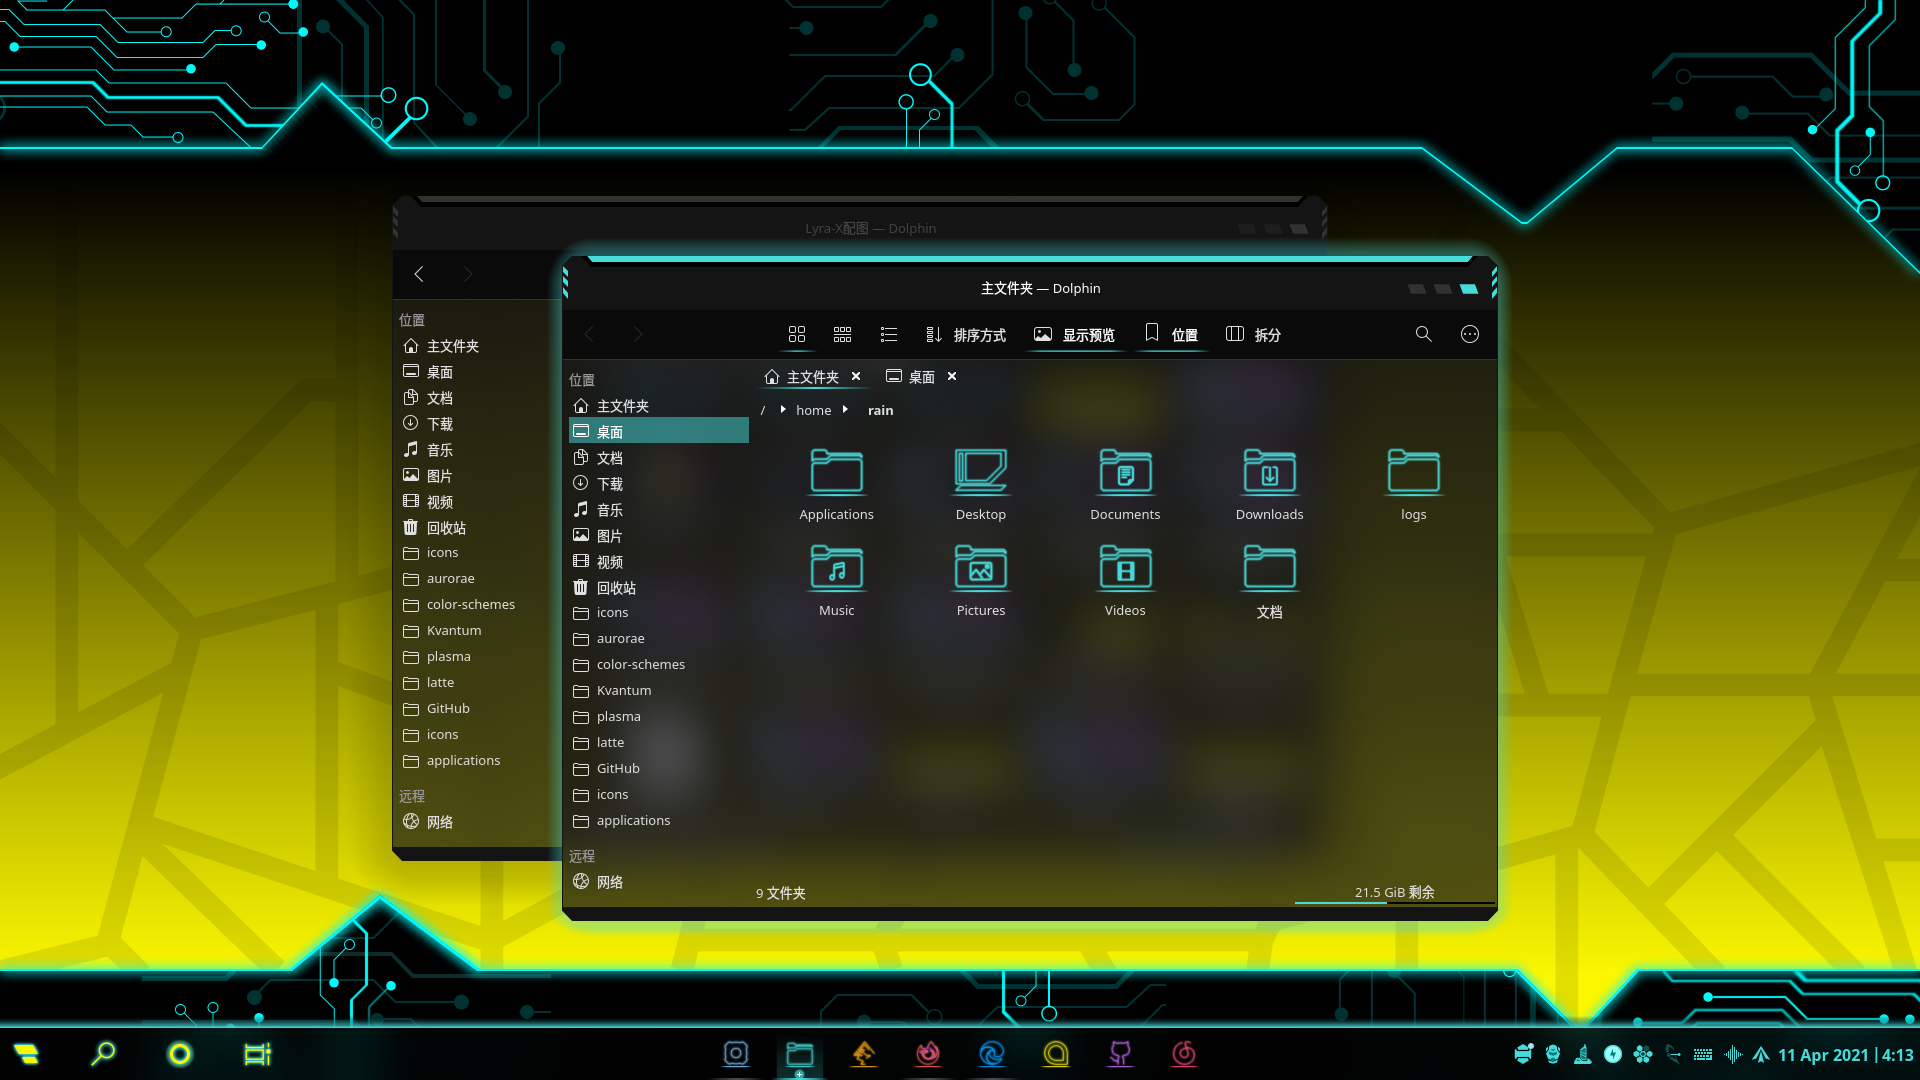 Lyra-X配图 — Dolphin
位置
主文件夹
桌面
文档
下载
音乐
图片
视频
回收站
icons
aurorae
color-schemes
Kvantum
plasma
latte
GitHub
icons
applications
远程
网络
主文件夹 — Dolphin
排序方式 显示预览 位置 拆分
位置
主文件夹
桌面
文档
下载
音乐
图片
视频
回收站
icons
aurorae
color-schemes
Kvantum
plasma
latte
GitHub
icons
applications
远程
网络
主文件夹 桌面
/ home rain
Applications Desktop Documents Downloads logs
Music Pictures Videos 文档
9 文件夹 21.5 GiB 剩余
11 Apr 2021 | 4:13